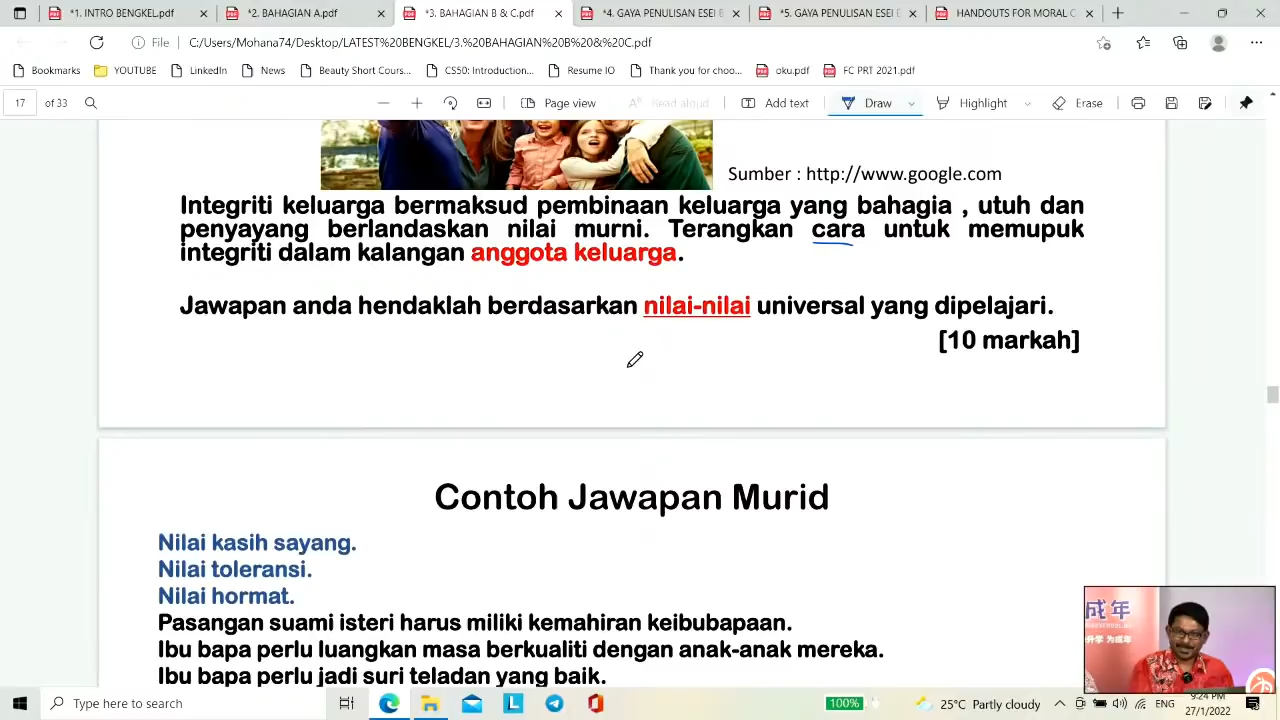 *1. INTRO BENGKEL.pdf
*2. BAHAGIAN A.pdf
*3. BAHAGIAN B & C.pdf
*4. GAYA PENULISAN ESEI B
*5. GAYA PENULISAN ESEI B
HANDOUTS FOR MORAL C
File
C:/Users/Mohana74/Desktop/LATEST%20BENGKEL/3.%20BAHAGIAN%20B%20&%20C.pdf
Bookmarks YOUTUBE LinkedIn News Beauty Short Cours... CS50: Introduction... Resume IO Thank you for choo... oku.pdf FC PRT 2021.pdf
17 of 33 Page view Read aloud Add text Draw Highlight Erase
Sumber : http://www.google.com
Integriti keluarga bermaksud pembinaan keluarga yang bahagia , utuh dan
penyayang berlandaskan nilai murni. Terangkan cara untuk memupuk
integriti dalam kalangan anggota keluarga.
Jawapan anda hendaklah berdasarkan nilai-nilai universal yang dipelajari.
[10 markah]
Contoh Jawapan Murid
Nilai kasih sayang.
Nilai toleransi.
Nilai hormat.
Pasangan suami isteri harus miliki kemahiran keibubapaan.
Ibu bapa perlu luangkan masa berkualiti dengan anak-anak mereka.
Ibu bapa perlu jadi suri teladan yang baik.
成年
升学 为成年
Type here to search
100%
25°C Partly cloudy
ENG
9:24 PM
27/1/2022